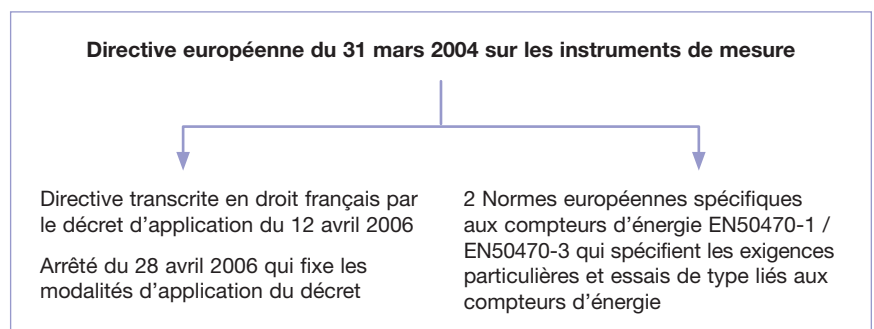 Directive européenne du 31 mars 2004 sur les instruments de mesure
Directive transcrite en droit français par
le décret d’application du 12 avril 2006
Arrêté du 28 avril 2006 qui fixe les
modalités d’application du décret
2 Normes européennes spécifiques
aux compteurs d’énergie EN50470-1 /
EN50470-3 qui spécifient les exigences
particulières et essais de type liés aux
compteurs d’énergie